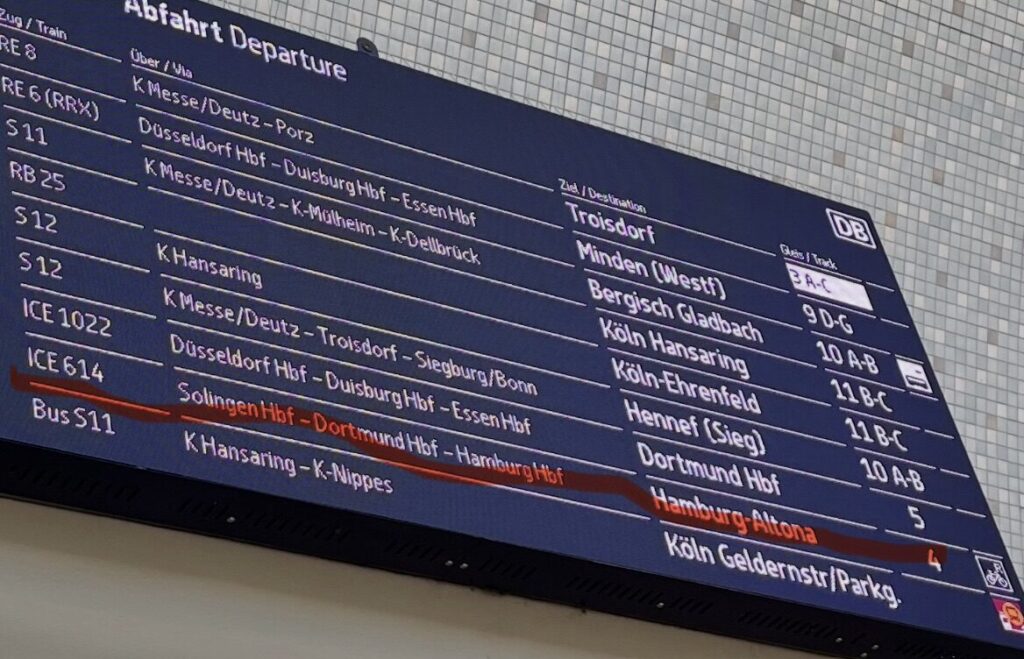 Abfahrt Departure
Zug / Train Über / Via Ziel / Destination Gleis / Track DB
RE 8 K Messe/Deutz – Porz Troisdorf 3 A-C
RE 6 (RRX) Düsseldorf Hbf – Duisburg Hbf – Essen Hbf Minden (Westf) 9 D-G
S 11 K Messe/Deutz – K-Mülheim – K-Dellbrück Bergisch Gladbach 10 A-B
RB 25 Köln Hansaring 11 B-C
S 12 K Hansaring Köln-Ehrenfeld 11 B-C
S 12 K Messe/Deutz – Troisdorf – Siegburg/Bonn Hennef (Sieg) 10 A-B
ICE 1022 Düsseldorf Hbf – Duisburg Hbf – Essen Hbf Dortmund Hbf 5
ICE 614 Solingen Hbf – Dortmund Hbf – Hamburg Hbf Hamburg-Altona 4
Bus S11 K Hansaring – K-Nippes Köln Geldernstr/Parkg.